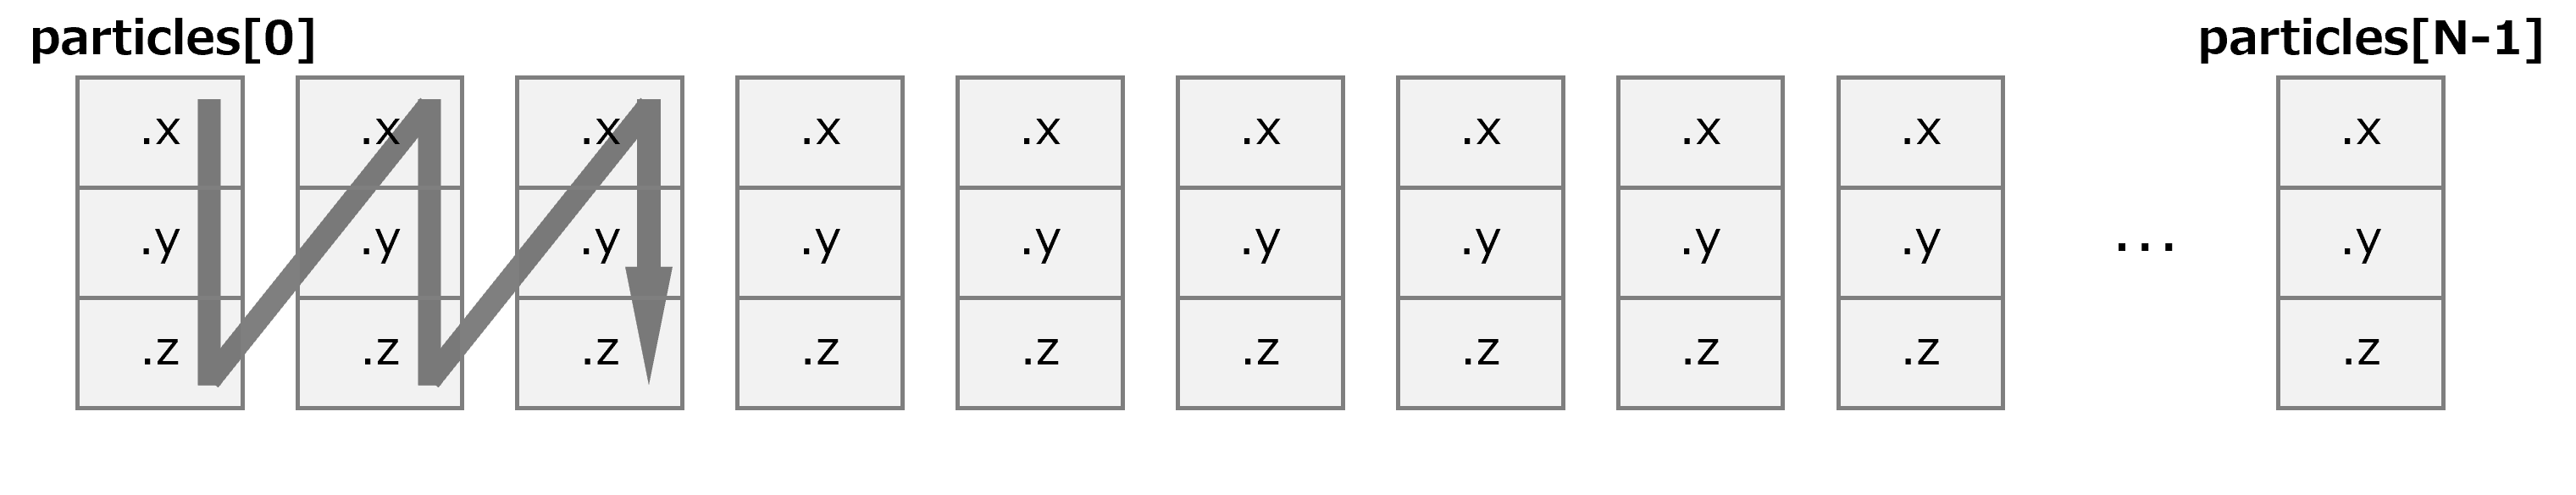 particles[0] particles[N-1]
.x .x .x .x .x .x .x .x .x .x
.y .y .y .y .y .y .y .y .y ... .y
.z .z .z .z .z .z .z .z .z .z